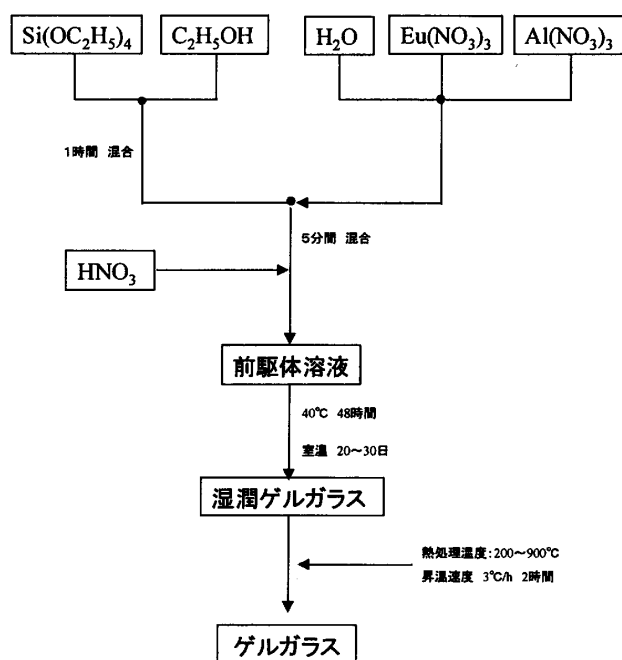 Si(OC₂H₅)₄
C₂H₅OH
H₂O
Eu(NO₃)₃
Al(NO₃)₃
1時間 混合
5分間 混合
HNO₃
前駆体溶液
40℃ 48時間
室温 20〜30日
湿潤ゲルガラス
熱処理温度:200〜900℃
昇温速度 3℃/h 2時間
ゲルガラス